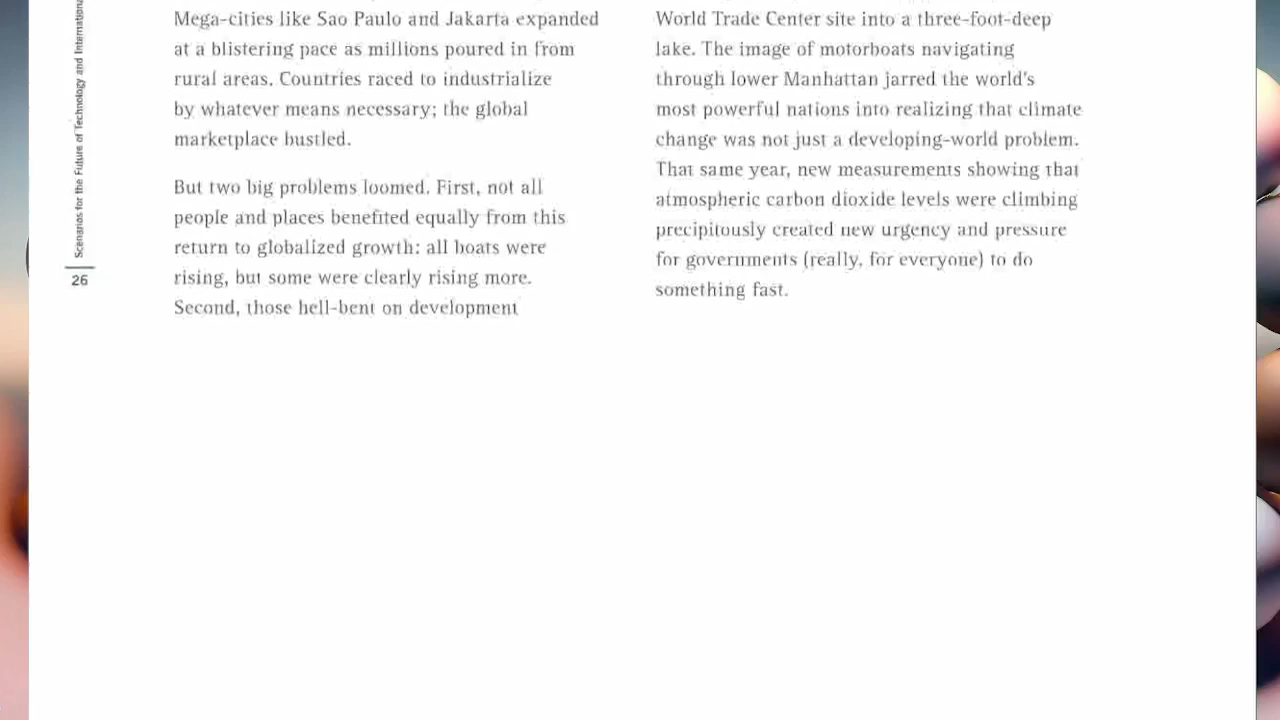 Scenarios for the Future of Technology and Internationa
26
Mega-cities like Sao Paulo and Jakarta expanded
at a blistering pace as millions poured in from
rural areas. Countries raced to industrialize
by whatever means necessary; the global
marketplace bustled.
But two big problems loomed. First, not all
people and places benefited equally from this
return to globalized growth: all boats were
rising, but some were clearly rising more.
Second, those hell-bent on development
World Trade Center site into a three-foot-deep
lake. The image of motorboats navigating
through lower Manhattan jarred the world's
most powerful nations into realizing that climate
change was not just a developing-world problem.
That same year, new measurements showing that
atmospheric carbon dioxide levels were climbing
precipitously created new urgency and pressure
for governments (really, for everyone) to do
something fast.